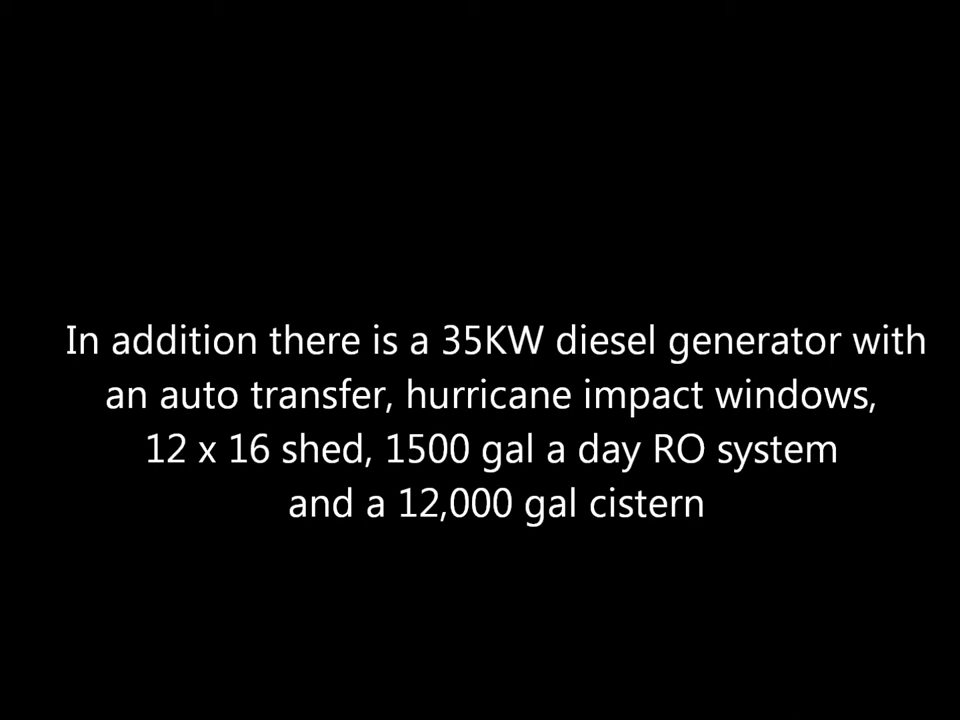 In addition there is a 35KW diesel generator with
an auto transfer, hurricane impact windows,
12 x 16 shed, 1500 gal a day RO system
and a 12,000 gal cistern